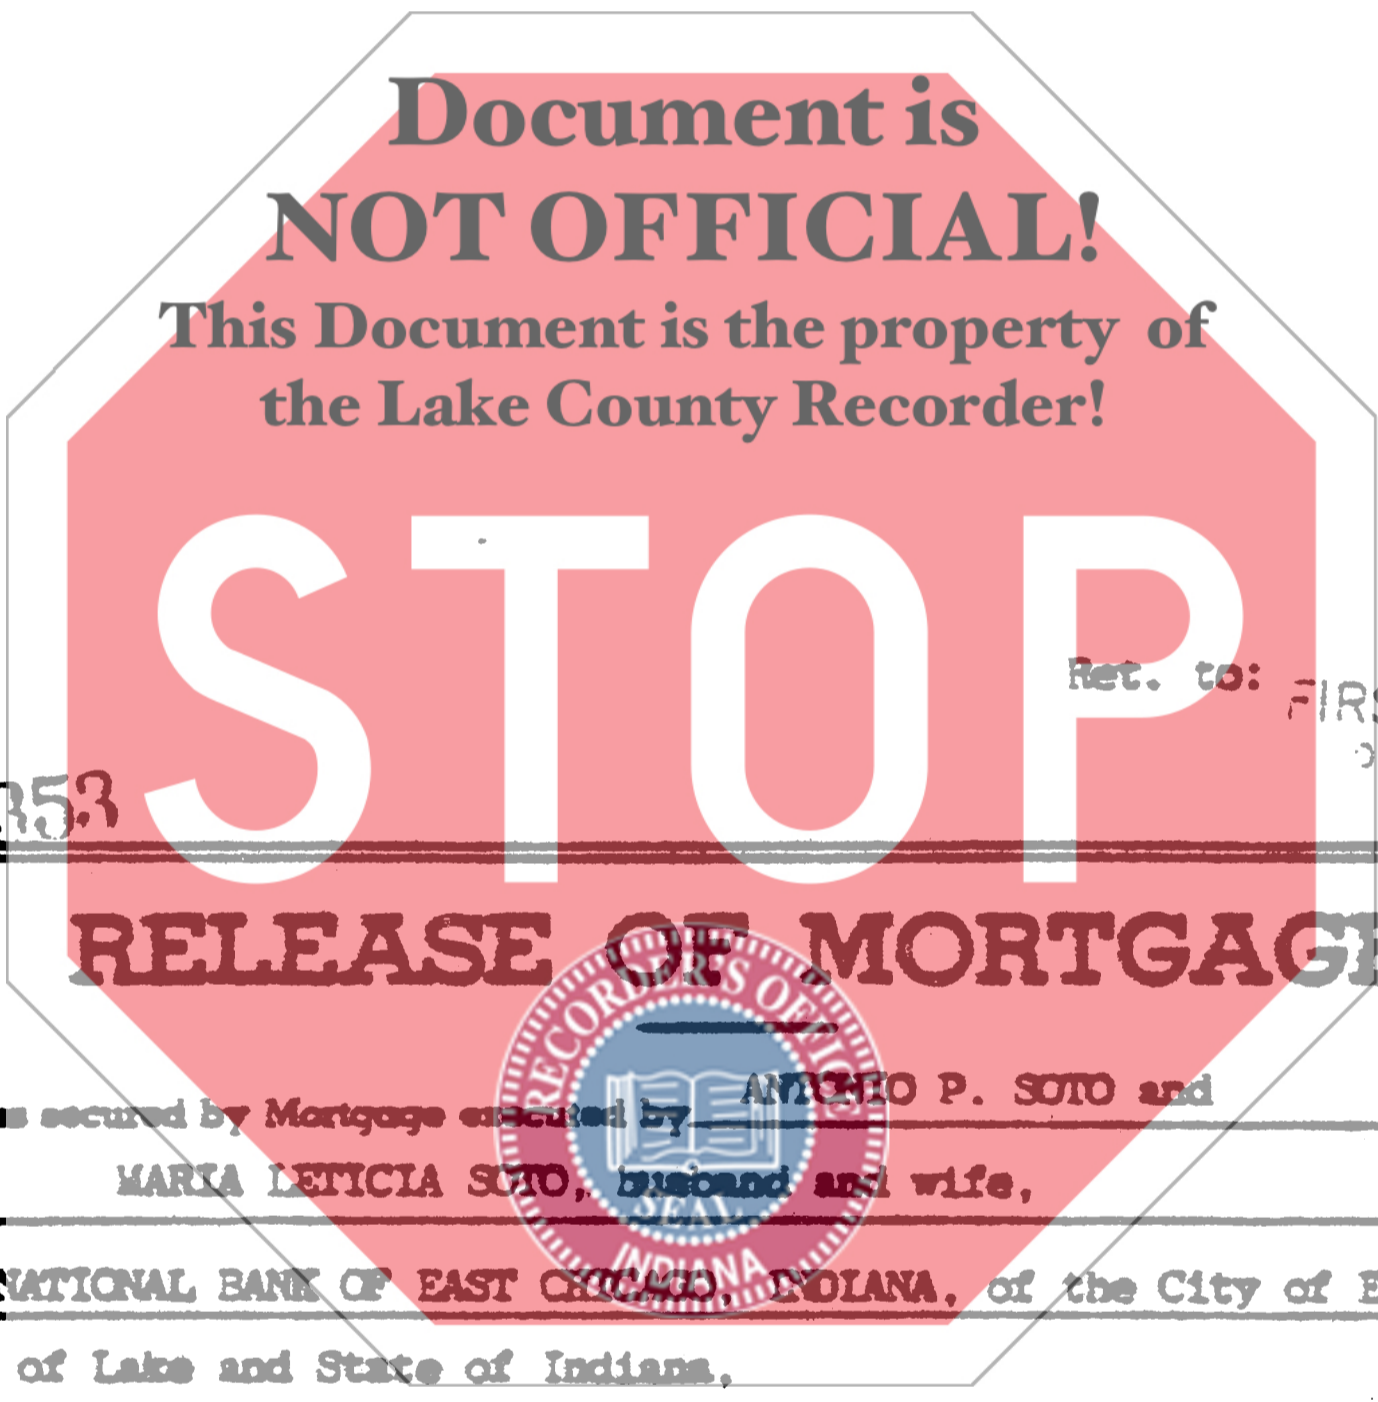 Document is
NOT OFFICIAL!
This Document is the property of
the Lake County Recorder!
STOP
Ret. to: FIRS
353
RELEASE OF MORTGAGE
RECORDER'S OFFICE
SEAL
INDIANA
s secured by Mortgage executed by ANTONIO P. SOTO and
MARIA LETICIA SOTO, husband and wife,
NATIONAL BANK OF EAST CHICAGO, INDIANA, of the City of E
of Lake and State of Indiana,